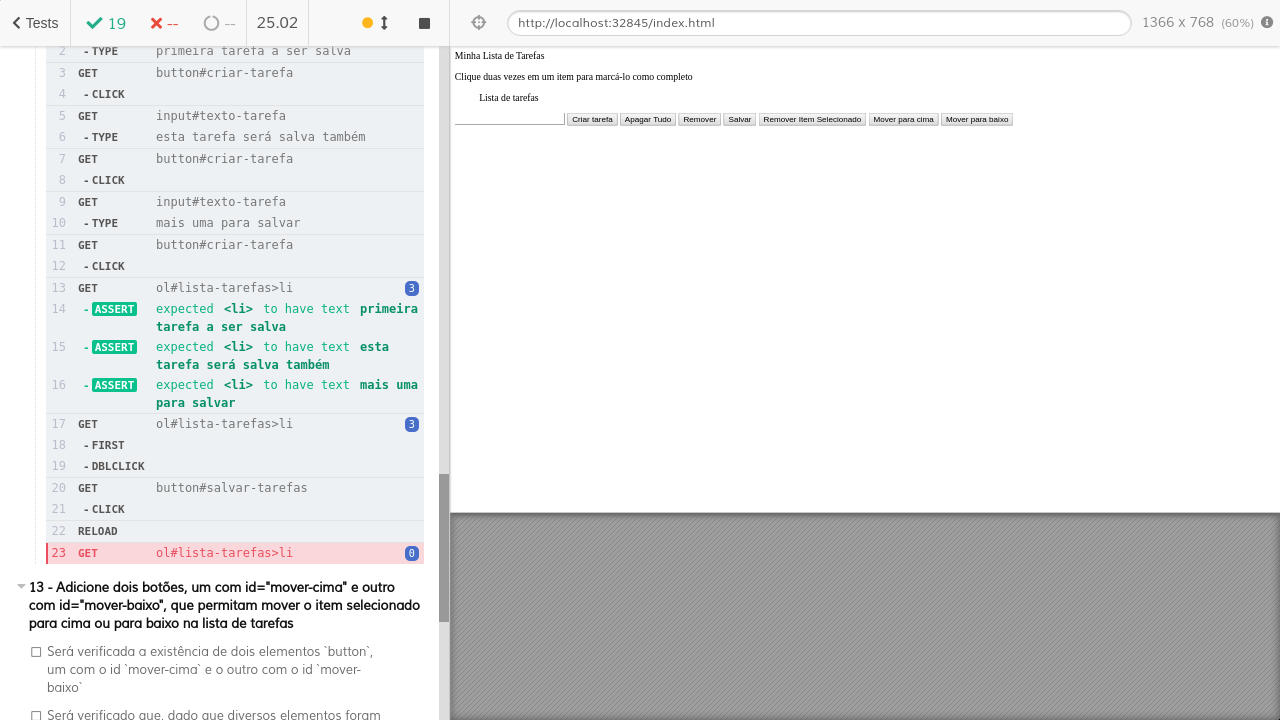 Tests
19
--
--
25.02
http://localhost:32845/index.html
1366 x 768 (60%)
2 - TYPE primeira tarefa a ser salva
3 GET button#criar-tarefa
4 - CLICK
5 GET input#texto-tarefa
6 - TYPE esta tarefa será salva também
7 GET button#criar-tarefa
8 - CLICK
9 GET input#texto-tarefa
10 - TYPE mais uma para salvar
11 GET button#criar-tarefa
12 - CLICK
13 GET ol#lista-tarefas>li 3
14 - ASSERT expected <li> to have text primeira
tarefa a ser salva
15 - ASSERT expected <li> to have text esta
tarefa será salva também
16 - ASSERT expected <li> to have text mais uma
para salvar
17 GET ol#lista-tarefas>li 3
18 - FIRST
19 - DBLCLICK
20 GET button#salvar-tarefas
21 - CLICK
22 RELOAD
23 GET ol#lista-tarefas>li 0
13 - Adicione dois botões, um com id="mover-cima" e outro
com id="mover-baixo", que permitam mover o item selecionado
para cima ou para baixo na lista de tarefas
Será verificada a existência de dois elementos `button`,
um com o id `mover-cima` e o outro com o id `mover-
baixo`
Será verificado que, dado que diversos elementos foram
Minha Lista de Tarefas
Clique duas vezes em um item para marcá-lo como completo
Lista de tarefas
Criar tarefa Apagar Tudo Remover Salvar Remover Item Selecionado Mover para cima Mover para baixo